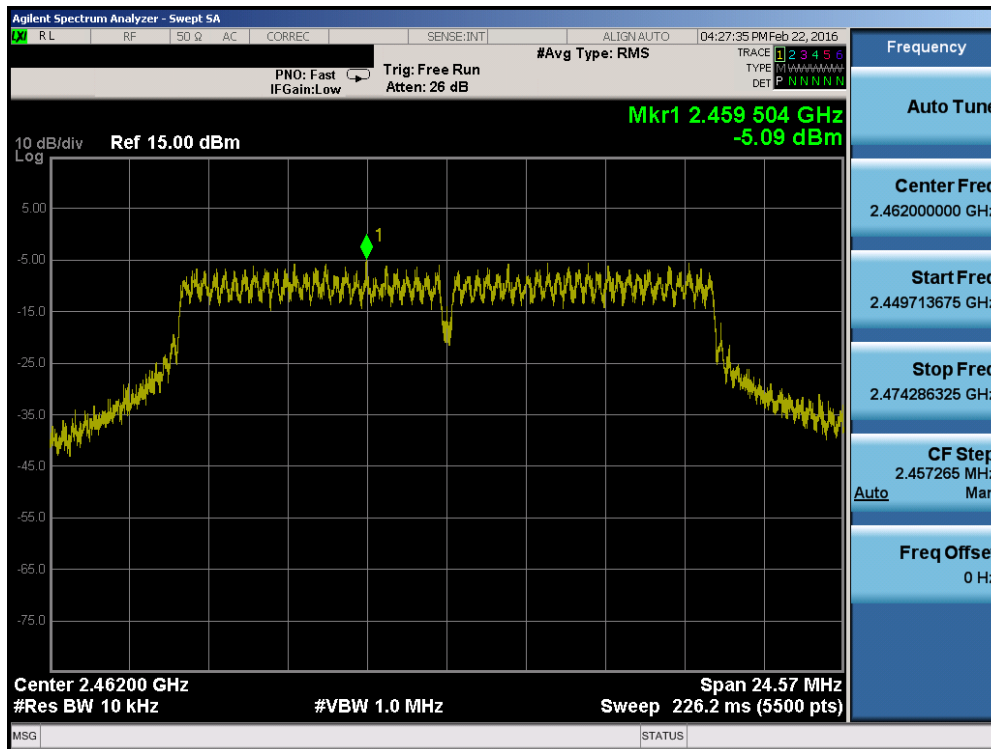 Agilent Spectrum Analyzer - Swept SA
LXI RL RF 50 Ω AC CORREC SENSE:INT ALIGNAUTO 04:27:35 PM Feb 22, 2016
#Avg Type: RMS
TRACE 1 2 3 4 5 6
TYPE M W W W W W
DET P N N N N N
PNO: Fast
IFGain:Low
Trig: Free Run
Atten: 26 dB
Mkr1 2.459 504 GHz
-5.09 dBm
10 dB/div Ref 15.00 dBm
Log
1
5.00
-5.00
-15.0
-25.0
-35.0
-45.0
-55.0
-65.0
-75.0
Center 2.46200 GHz Span 24.57 MHz
#Res BW 10 kHz #VBW 1.0 MHz Sweep 226.2 ms (5500 pts)
MSG STATUS
Frequency
Auto Tune
Center Freq
2.462000000 GHz
Start Freq
2.449713675 GHz
Stop Freq
2.474286325 GHz
CF Step
2.457265 MHz
Auto Man
Freq Offset
0 Hz